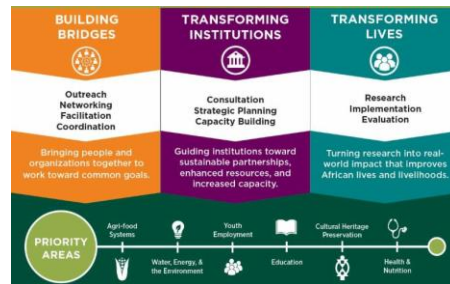 BUILDING
BRIDGES
Outreach
Networking
Facilitation
Coordination
Bringing people and
organizations together to
work toward common goals.
TRANSFORMING
INSTITUTIONS
Consultation
Strategic Planning
Capacity Building
Guiding institutions toward
sustainable partnerships,
enhanced resources, and
increased capacity.
TRANSFORMING
LIVES
Research
Implementation
Evaluation
Turning research into real-
world impact that improves
African lives and livelihoods.
PRIORITY
AREAS
Agri-food
Systems
Water, Energy, &
the Environment
Youth
Employment
Education
Cultural Heritage
Preservation
Health &
Nutrition